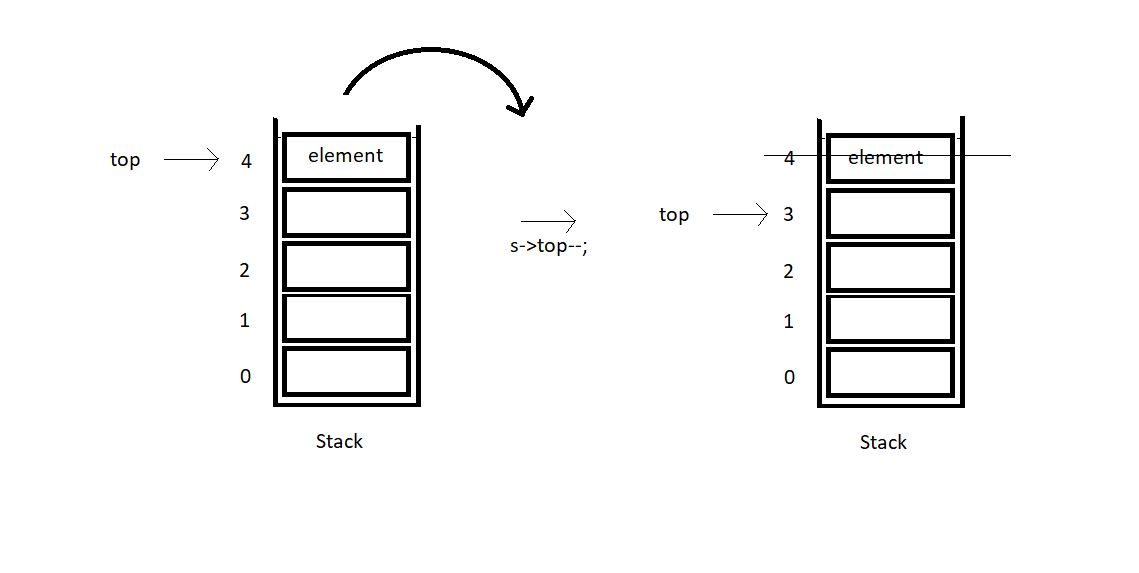 top 4 element
3
2
1
0
Stack
s->top--;
4 element
top 3
2
1
0
Stack